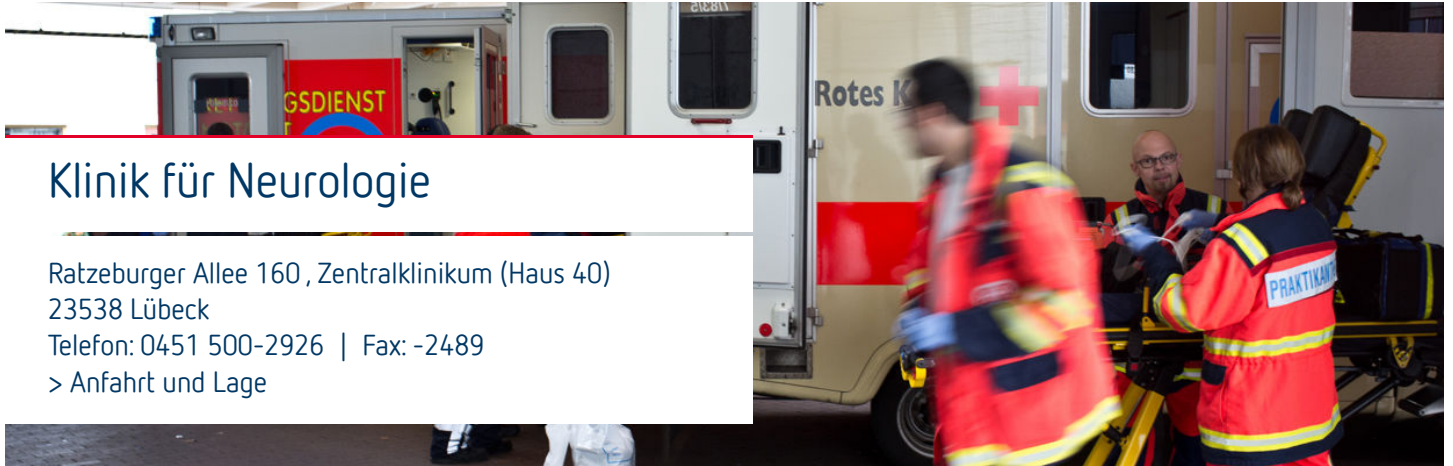 GSDIENST
Rotes K
Klinik für Neurologie
Ratzeburger Allee 160, Zentralklinikum (Haus 40)
23538 Lübeck
Telefon: 0451 500-2926 | Fax: -2489
> Anfahrt und Lage
PRAKTIKANT